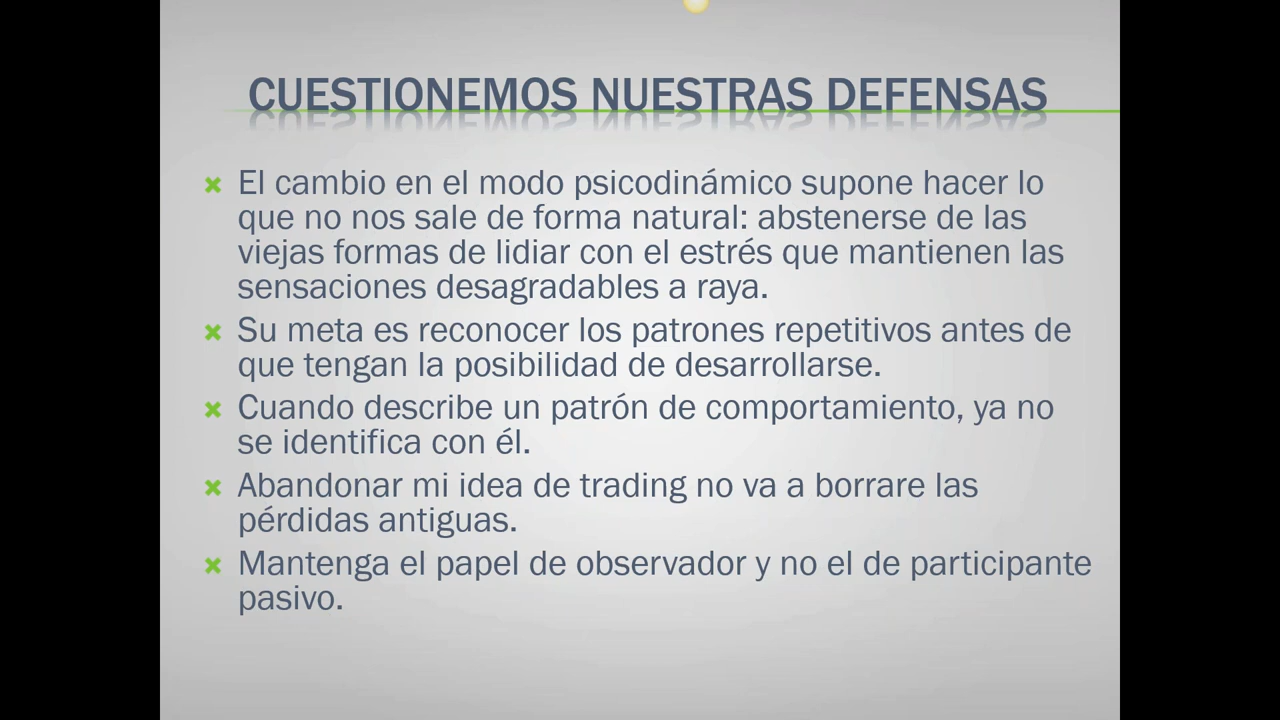 CUESTIONEMOS NUESTRAS DEFENSAS
El cambio en el modo psicodinámico supone hacer lo
que no nos sale de forma natural: abstenerse de las
viejas formas de lidiar con el estrés que mantienen las
sensaciones desagradables a raya.
Su meta es reconocer los patrones repetitivos antes de
que tengan la posibilidad de desarrollarse.
Cuando describe un patrón de comportamiento, ya no
se identifica con él.
Abandonar mi idea de trading no va a borrare las
pérdidas antiguas.
Mantenga el papel de observador y no el de participante
pasivo.